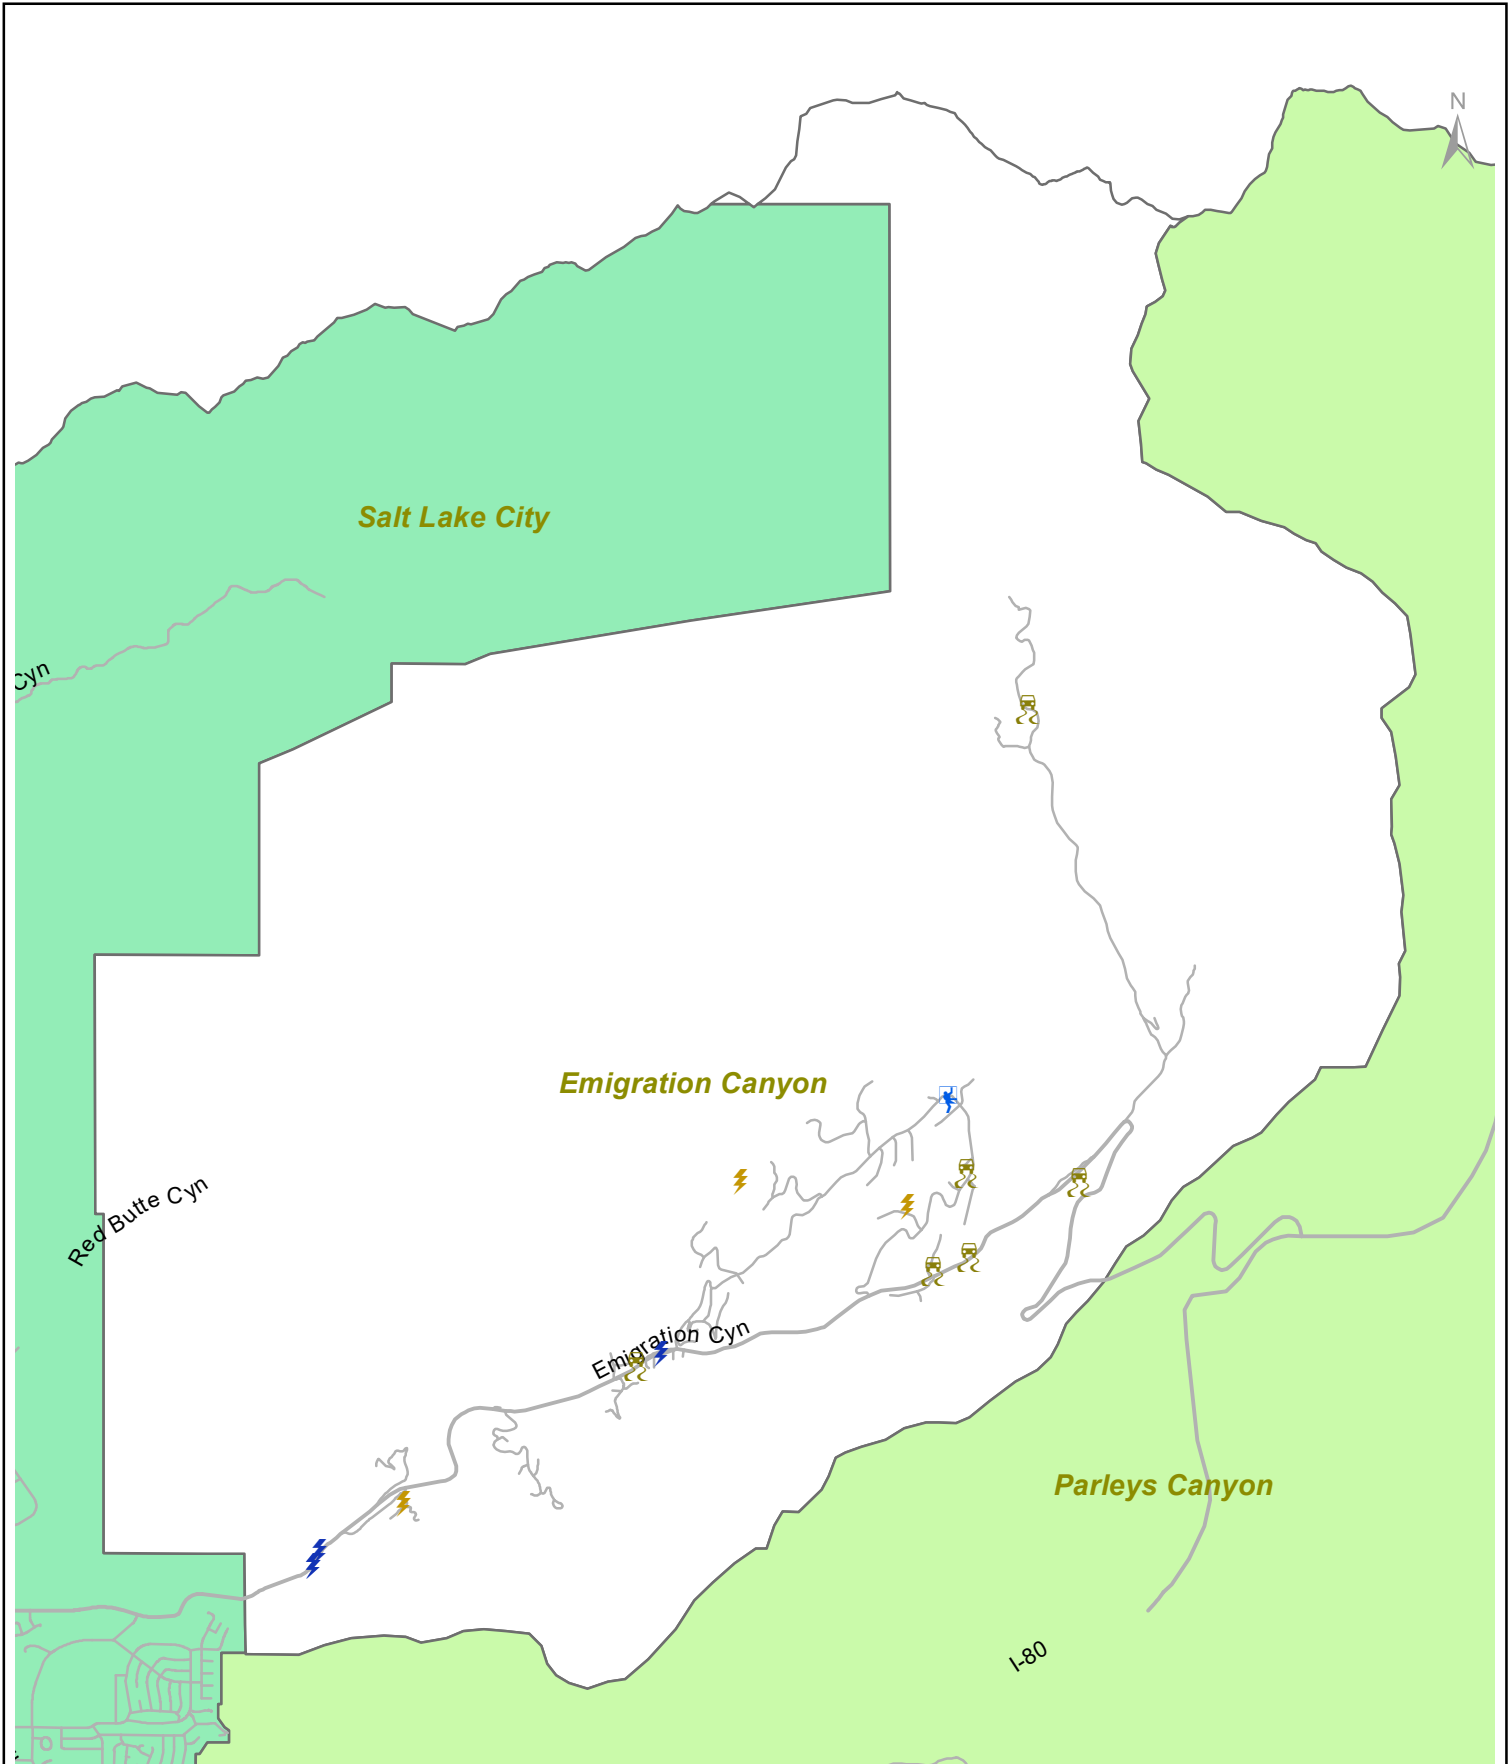 N
Salt Lake City
Cyn
Emigration Canyon
Red Butte Cyn
Emigration Cyn
Parleys Canyon
I-80